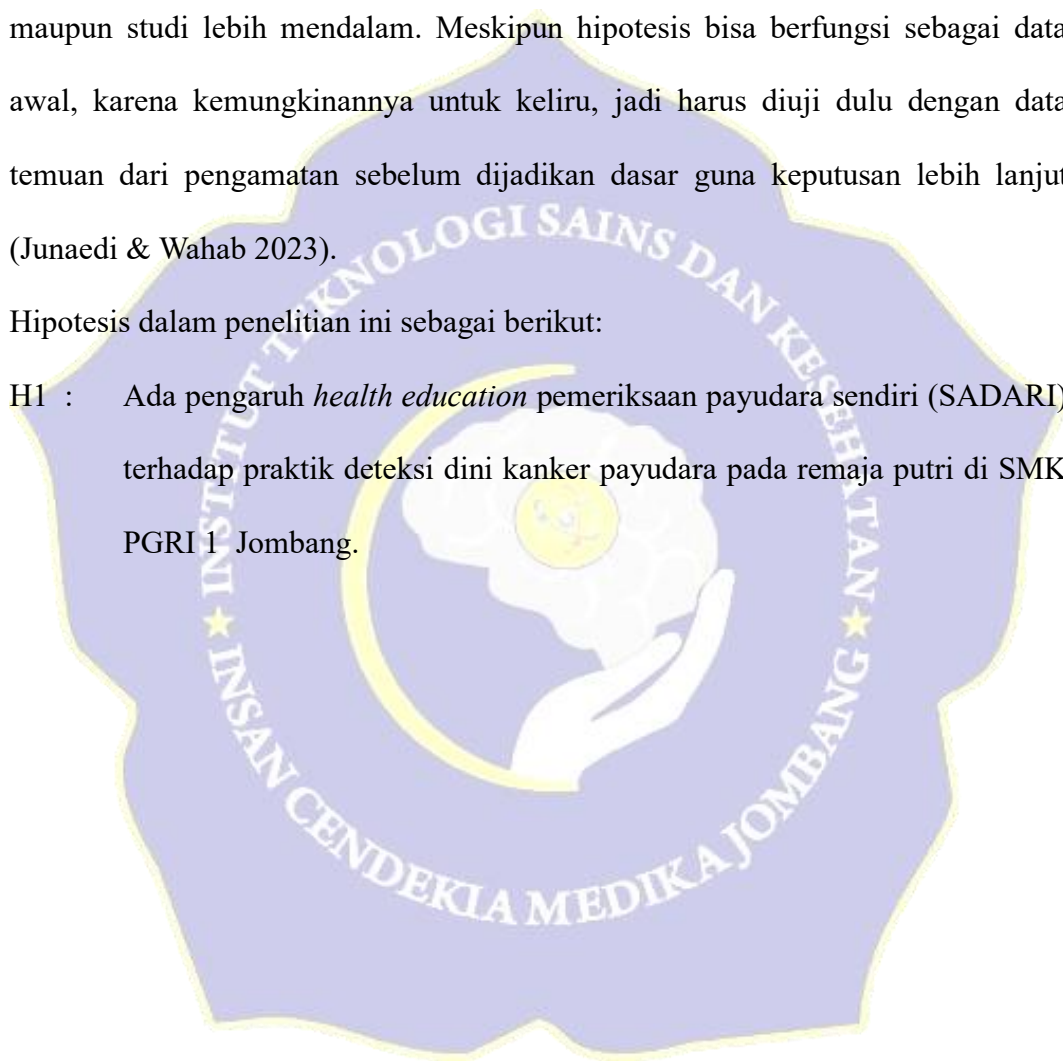 maupun studi lebih mendalam. Meskipun hipotesis bisa berfungsi sebagai data
awal, karena kemungkinannya untuk keliru, jadi harus diuji dulu dengan data
temuan dari pengamatan sebelum dijadikan dasar guna keputusan lebih lanjut
(Junaedi & Wahab 2023).
Hipotesis dalam penelitian ini sebagai berikut:
H1 : Ada pengaruh health education pemeriksaan payudara sendiri (SADARI)
terhadap praktik deteksi dini kanker payudara pada remaja putri di SMK
PGRI 1 Jombang.
INSTITUT TEKNOLOGI SAINS DAN KESEHATAN
INSAN CENDEKIA MEDIKA JOMBANG